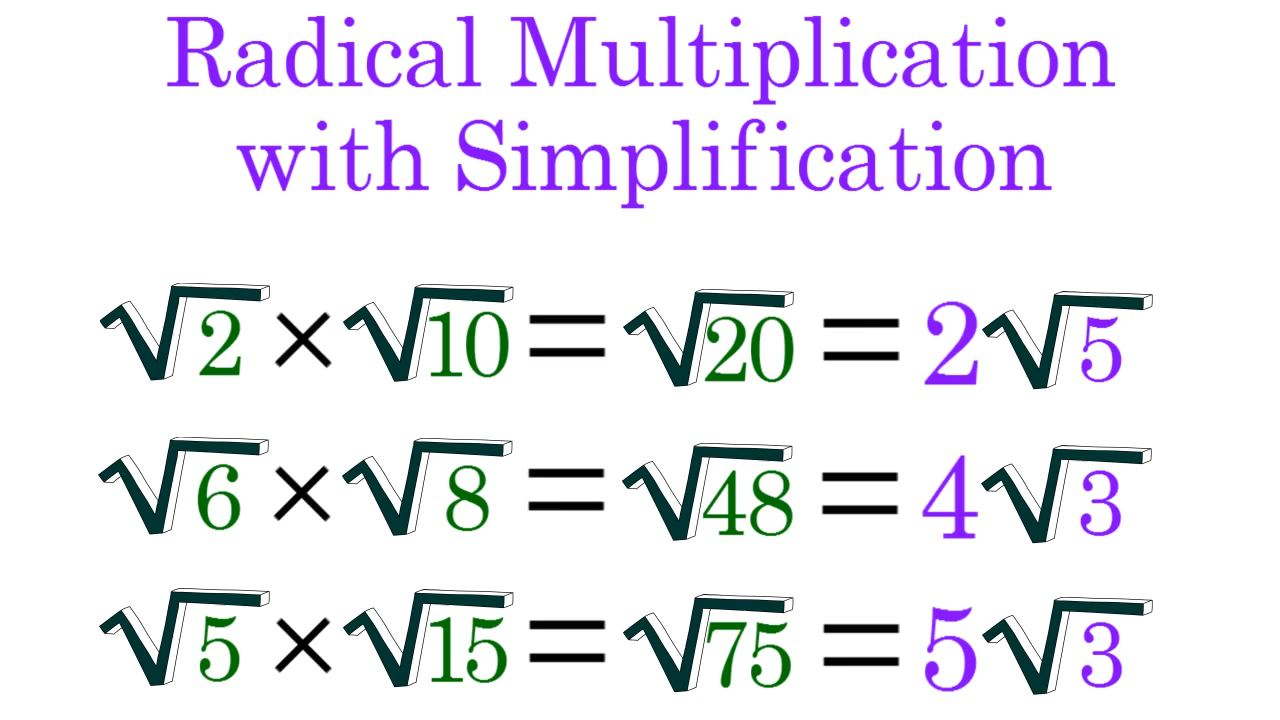 Radical Multiplication
with Simplification
√2 × √10 = √20 = 2√5
√6 × √8 = √48 = 4√3
√5 × √15 = √75 = 5√3